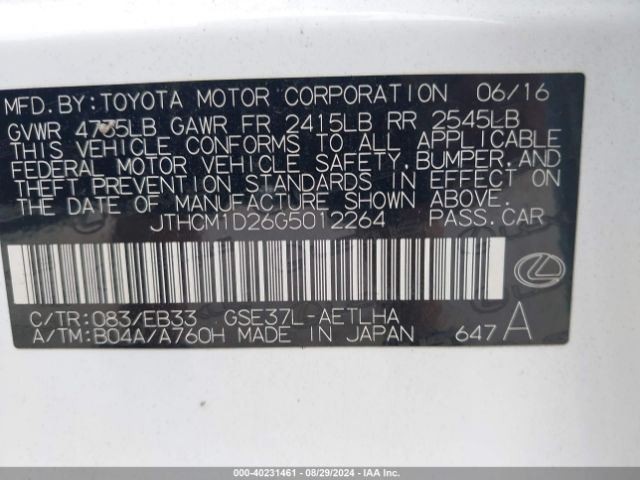 MFD. BY: TOYOTA MOTOR CORPORATION 06/16
GVWR 4735LB GAWR FR 2415LB RR 2545LB
THIS VEHICLE CONFORMS TO ALL APPLICABLE
FEDERAL MOTOR VEHICLE SAFETY, BUMPER, AND
THEFT PREVENTION STANDARDS IN EFFECT ON
THE DATE OF MANUFACTURE SHOWN ABOVE.
JTHCM1D26G5012264 PASS. CAR
C/TR: 083/EB33 GSE37L-AETLHA
A/TM: B04A/A760H MADE IN JAPAN 647 A
© - 40231461 - 08/29/2024 - IAAI